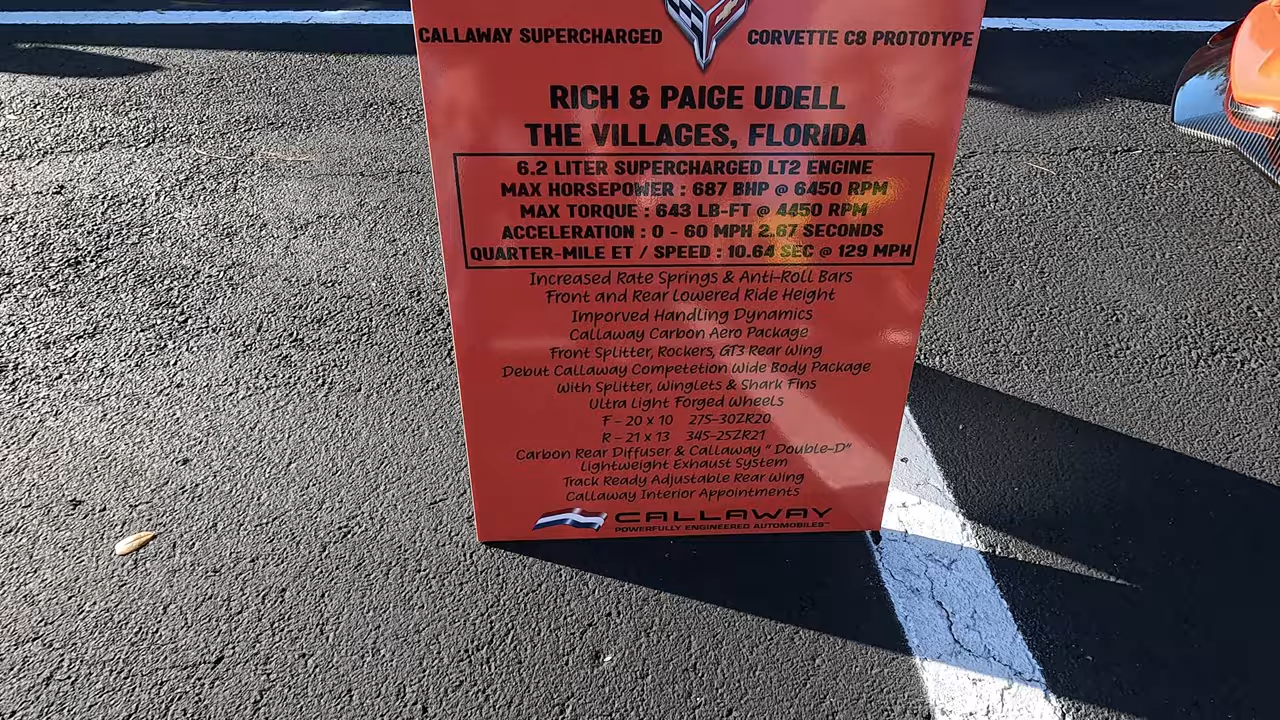 CALLAWAY SUPERCHARGED CORVETTE C8 PROTOTYPE
RICH & PAIGE UDELL
THE VILLAGES, FLORIDA
6.2 LITER SUPERCHARGED LT2 ENGINE
MAX HORSEPOWER : 687 BHP @ 6450 RPM
MAX TORQUE : 643 LB-FT @ 4450 RPM
ACCELERATION : 0 - 60 MPH 2.67 SECONDS
QUARTER-MILE ET / SPEED : 10.64 SEC @ 129 MPH
Increased Rate Springs & Anti-Roll Bars
Front and Rear Lowered Ride Height
Imporved Handling Dynamics
Callaway Carbon Aero Package
Front Splitter, Rockers, GT3 Rear Wing
Debut Callaway Competetion Wide Body Package
With Splitter, Winglets & Shark Fins
Ultra Light Forged Wheels
F - 20 x 10 275-30ZR20
R - 21 x 13 345-25ZR21
Carbon Rear Diffuser & Callaway "Double-D"
Lightweight Exhaust System
Track Ready Adjustable Rear Wing
Callaway Interior Appointments
CALLAWAY
POWERFULLY ENGINEERED AUTOMOBILES™